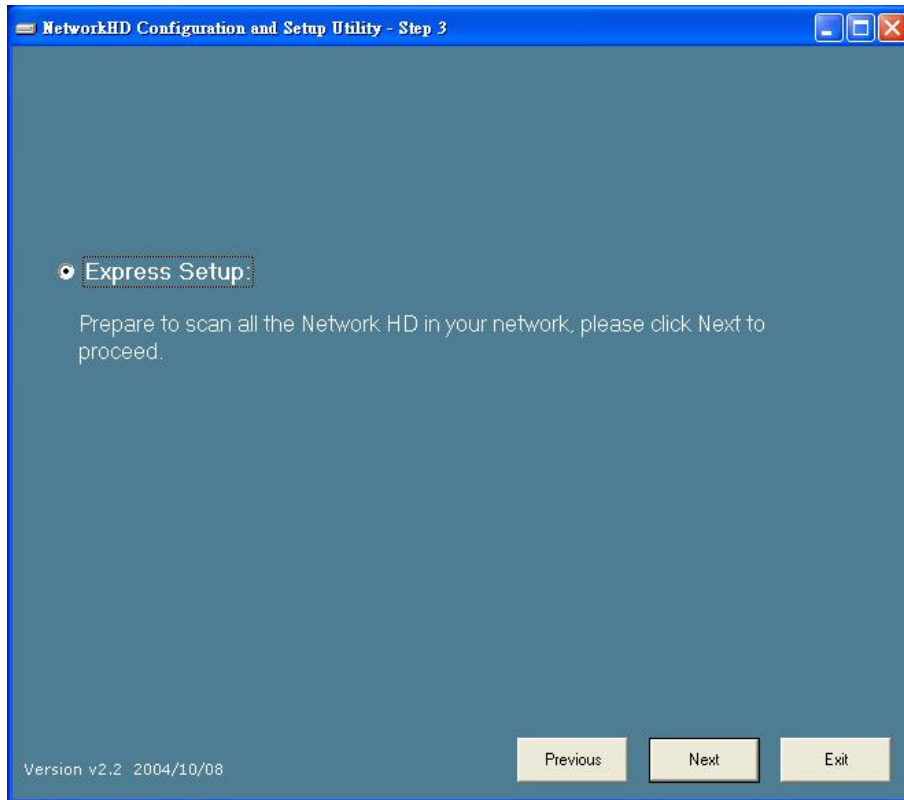 NetworkHD Configuration and Setup Utility - Step 3
Express Setup:
Prepare to scan all the Network HD in your network, please click Next to
proceed.
Version v2.2 2004/10/08
Previous
Next
Exit